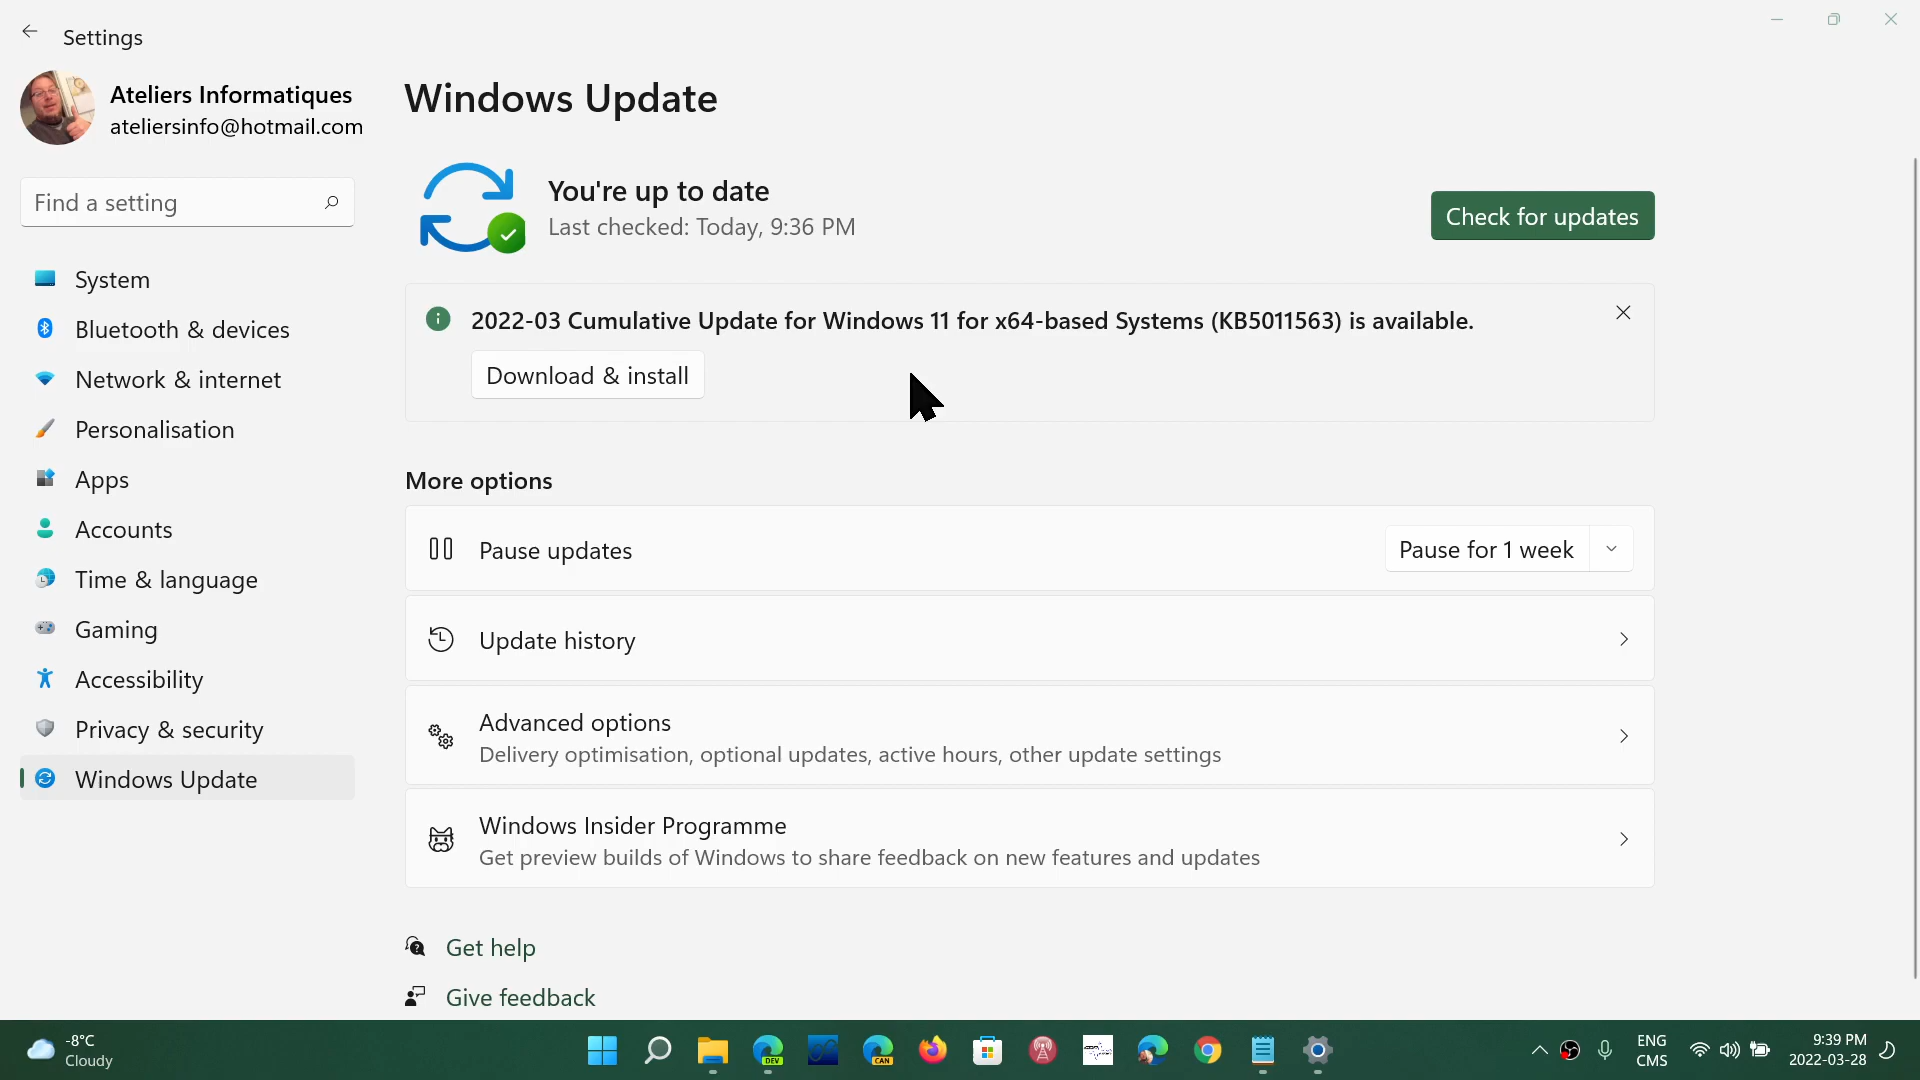 Settings
Ateliers Informatiques
ateliersinfo@hotmail.com
Find a setting
System
Bluetooth & devices
Network & internet
Personalisation
Apps
Accounts
Time & language
Gaming
Accessibility
Privacy & security
Windows Update
Windows Update
You're up to date
Last checked: Today, 9:36 PM
Check for updates
2022-03 Cumulative Update for Windows 11 for x64-based Systems (KB5011563) is available.
Download & install
More options
Pause updates
Pause for 1 week
Update history
Advanced options
Delivery optimisation, optional updates, active hours, other update settings
Windows Insider Programme
Get preview builds of Windows to share feedback on new features and updates
Get help
Give feedback
-8°C
Cloudy
DEV
CAN
ENG
CMS
9:39 PM
2022-03-28